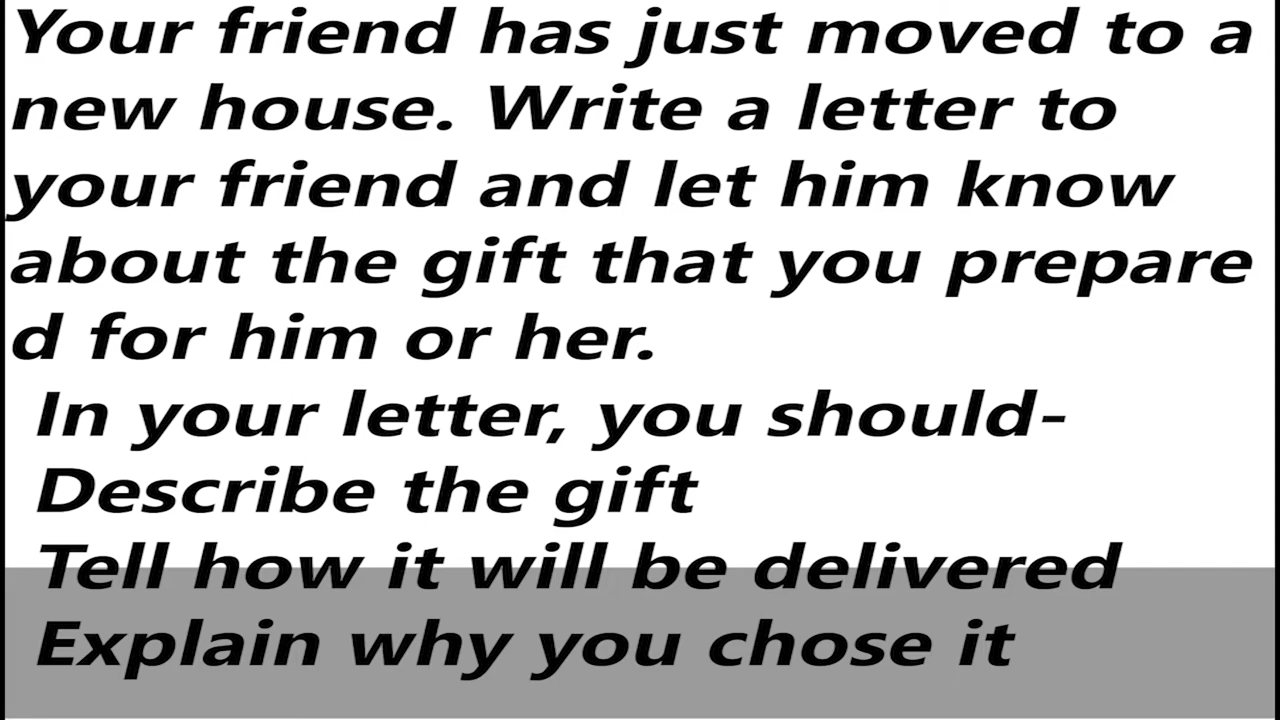 Your friend has just moved to a
new house. Write a letter to
your friend and let him know
about the gift that you prepare
d for him or her.
In your letter, you should-
Describe the gift
Tell how it will be delivered
Explain why you chose it